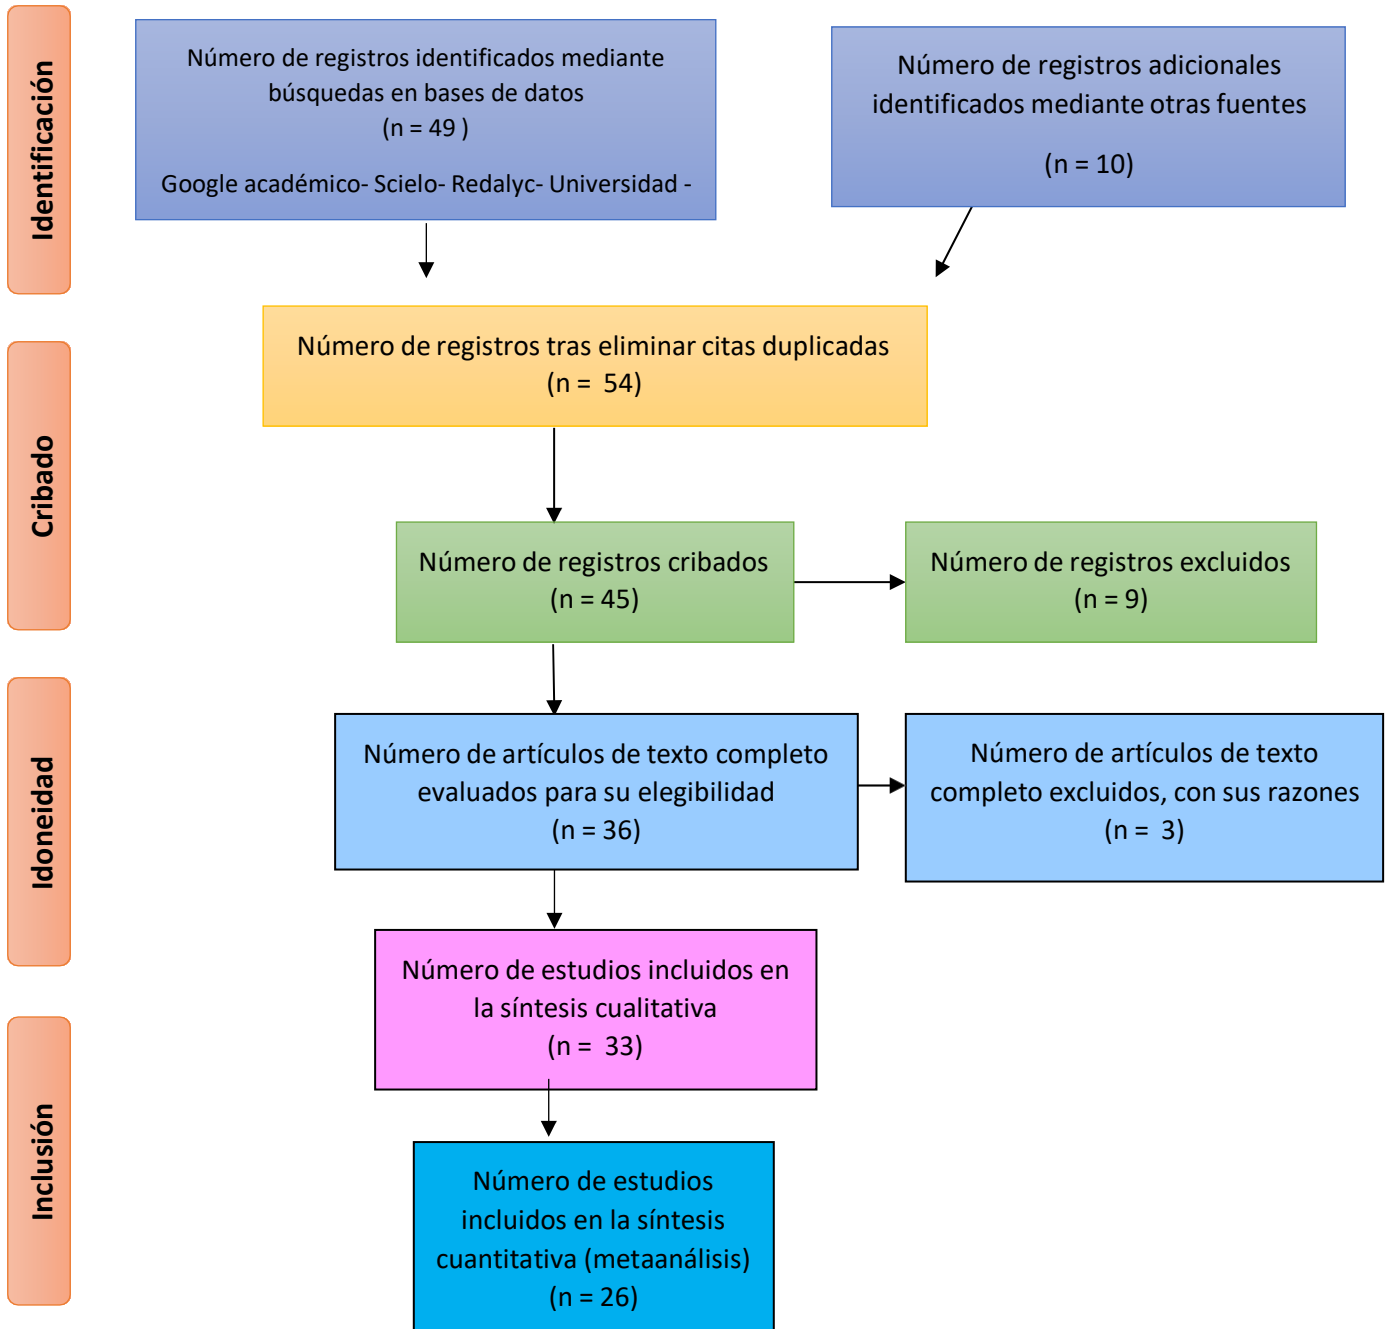 Identificación
Número de registros identificados mediante
búsquedas en bases de datos
(n = 49 )
Google académico- Scielo- Redalyc- Universidad -
Número de registros adicionales
identificados mediante otras fuentes
(n = 10)
Número de registros tras eliminar citas duplicadas
(n =  54)
Cribado
Número de registros cribados
(n = 45)
Número de registros excluidos
(n = 9)
Idoneidad
Número de artículos de texto completo
evaluados para su elegibilidad
(n = 36)
Número de artículos de texto
completo excluidos, con sus razones
(n =  3)
Número de estudios incluidos en
la síntesis cualitativa
(n =  33)
Inclusión
Número de estudios
incluidos en la síntesis
cuantitativa (metaanálisis)
(n = 26)